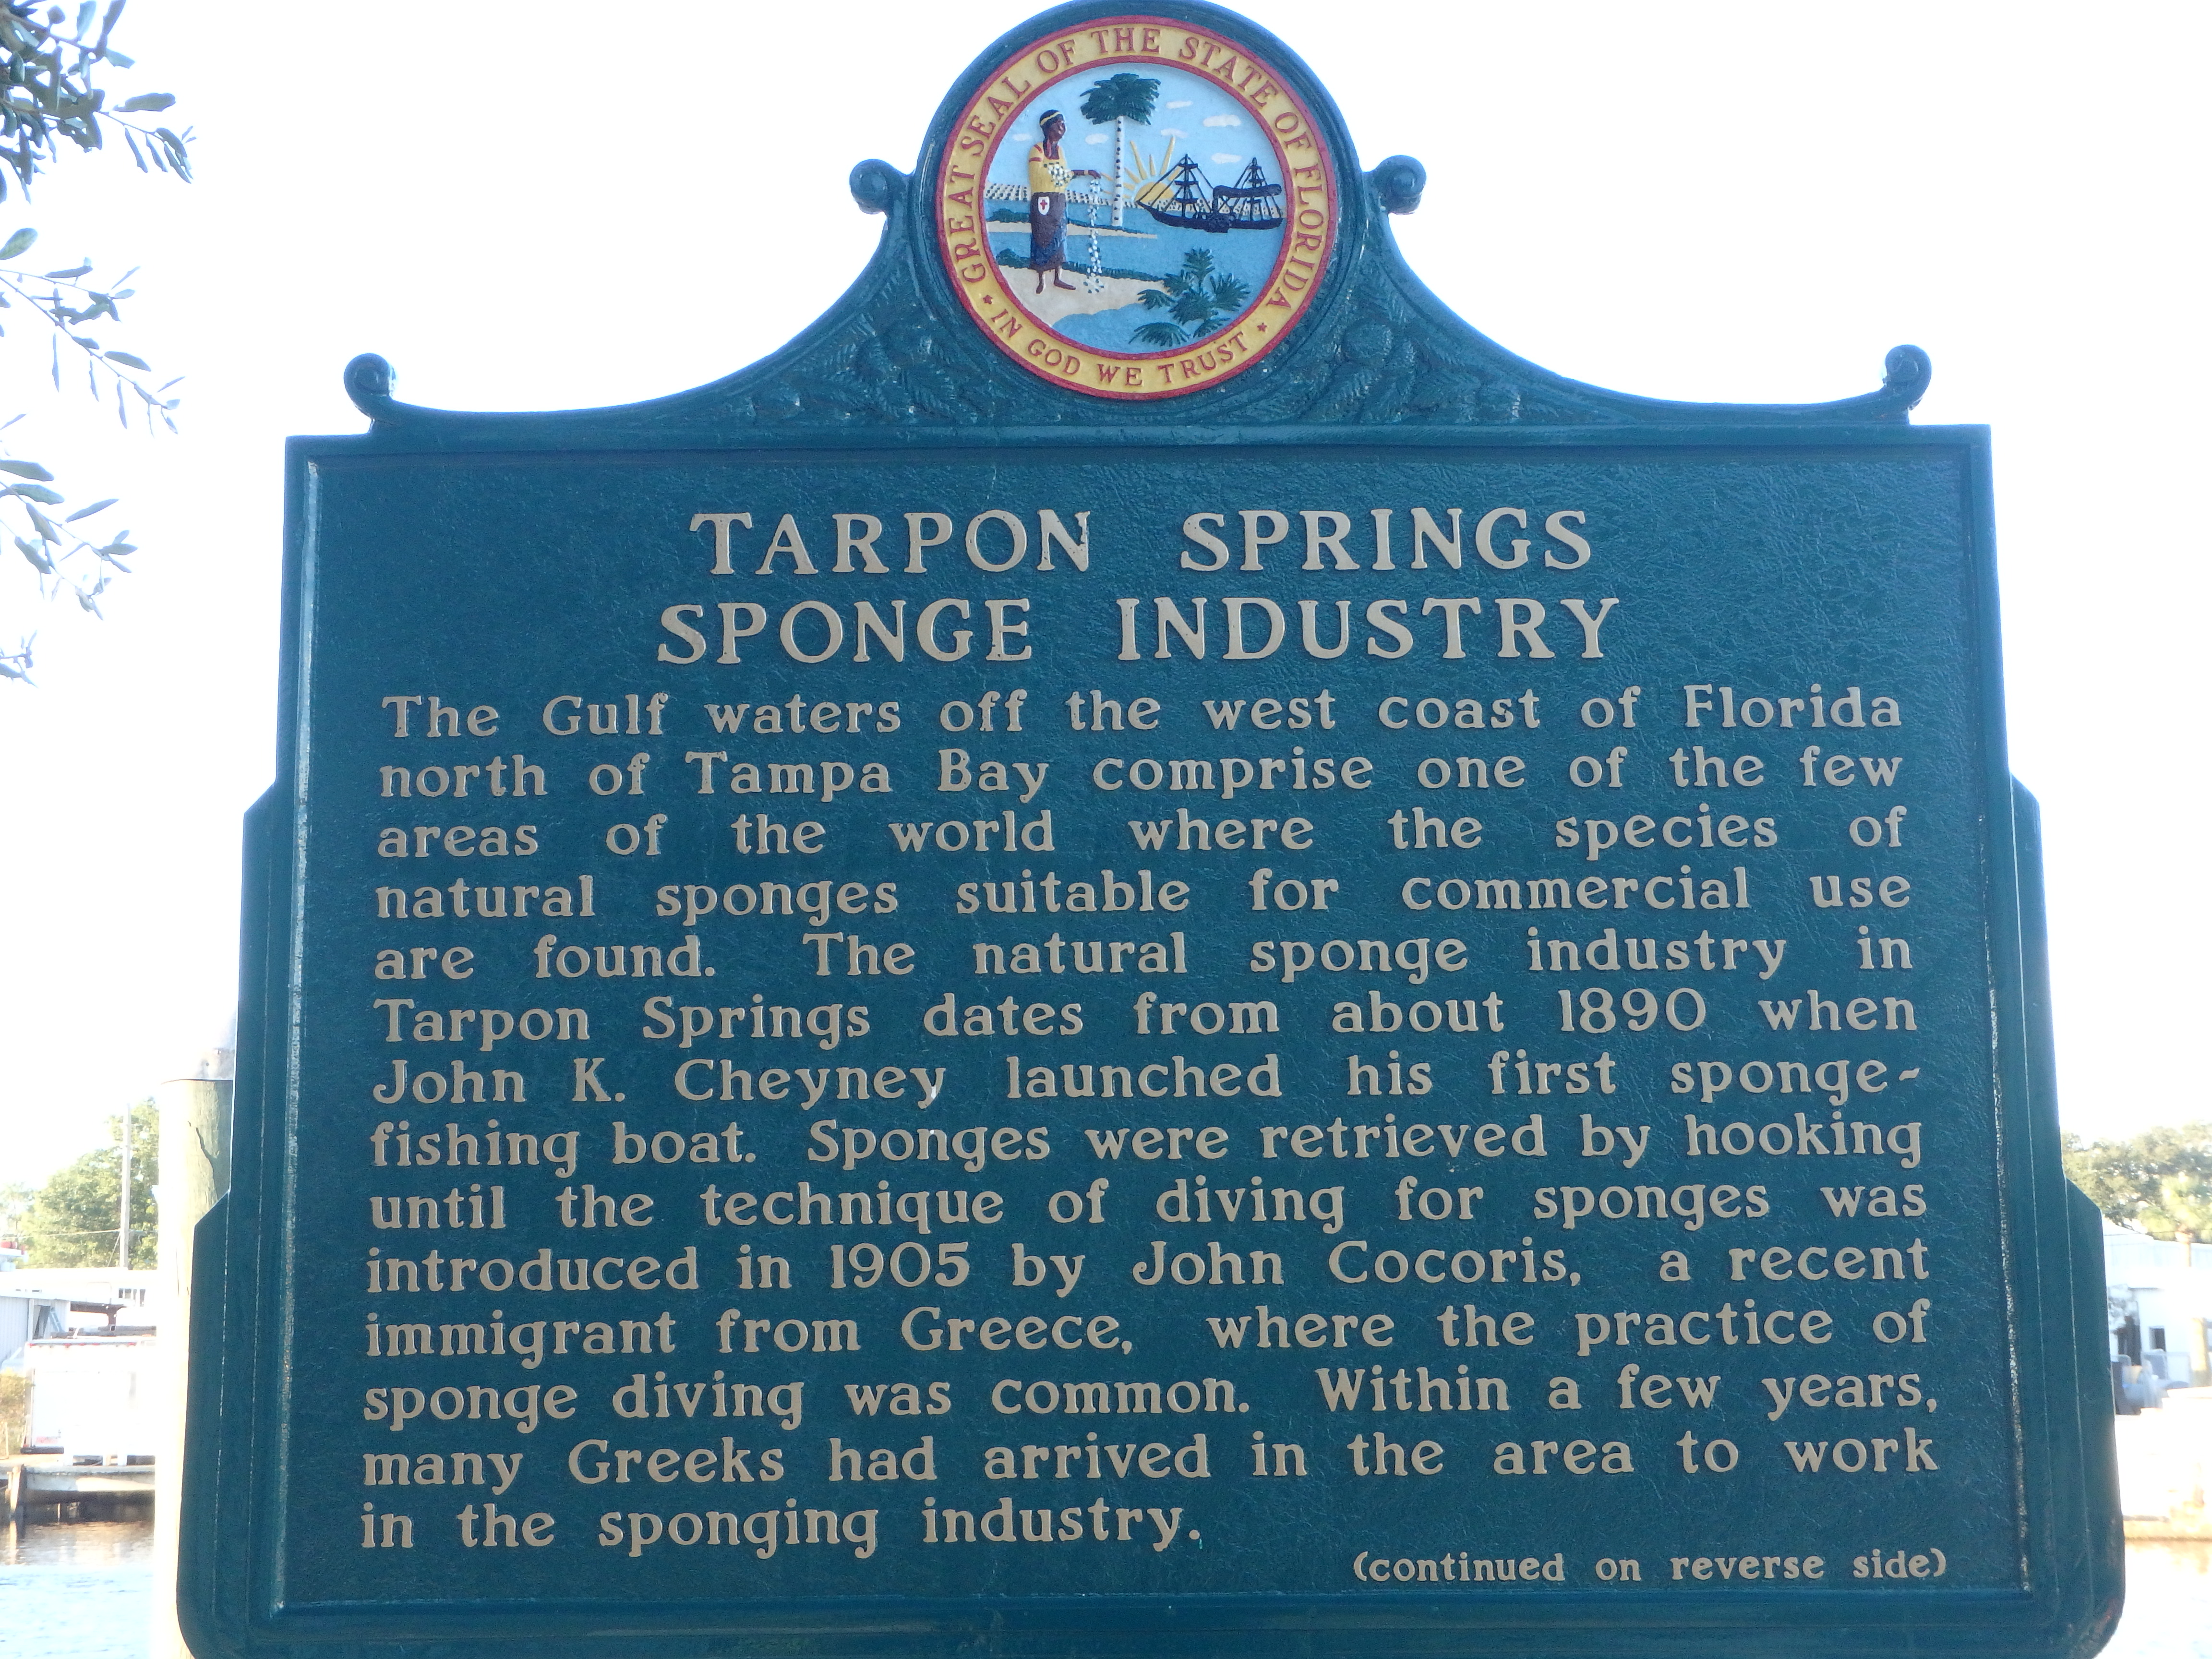 GREAT SEAL OF THE STATE OF FLORIDA
IN GOD WE TRUST
TARPON SPRINGS
SPONGE INDUSTRY
The Gulf waters off the west coast of Florida
north of Tampa Bay comprise one of the few
areas of the world where the species of
natural sponges suitable for commercial use
are found. The natural sponge industry in
Tarpon Springs dates from about 1890 when
John K. Cheyney launched his first sponge-
fishing boat. Sponges were retrieved by hooking
until the technique of diving for sponges was
introduced in 1905 by John Cocoris, a recent
immigrant from Greece, where the practice of
sponge diving was common. Within a few years,
many Greeks had arrived in the area to work
in the sponging industry.
(continued on reverse side)